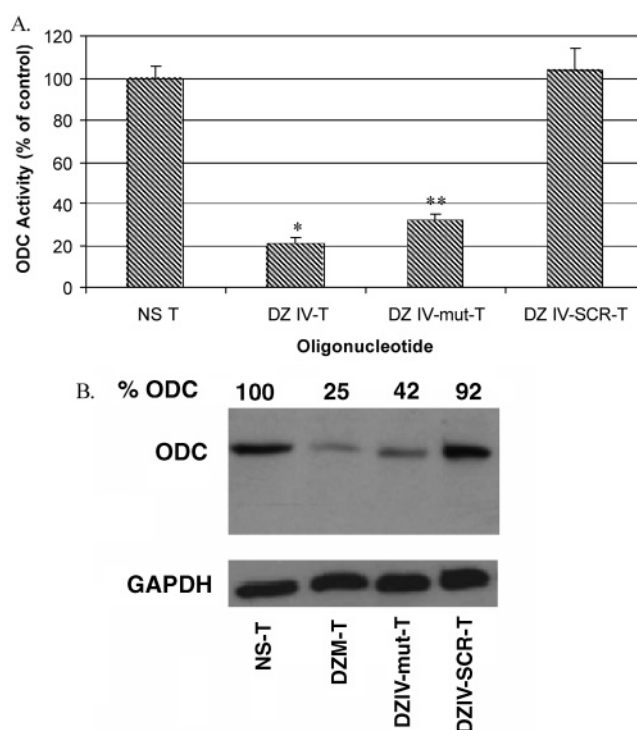 A.
ODC Activity (% of control)
120
100
80
60
40
20
0
*
**
NS T
DZ IV-T
DZ IV-mut-T
DZ IV-SCR-T
Oligonucleotide
B.
% ODC 100 25 42 92
ODC
GAPDH
NS-T
DZM-T
DZIV-mut-T
DZIV-SCR-T